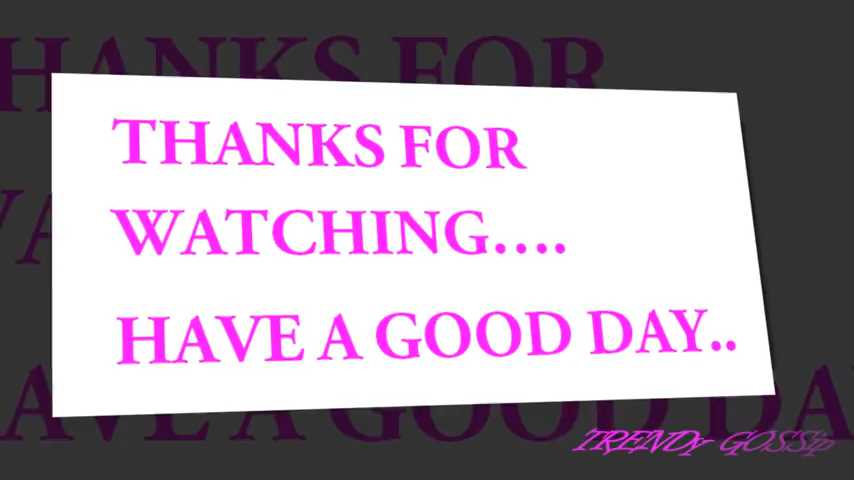 THANKS FOR
WATCHING....
HAVE A GOOD DAY..
TRENDy GOSSip